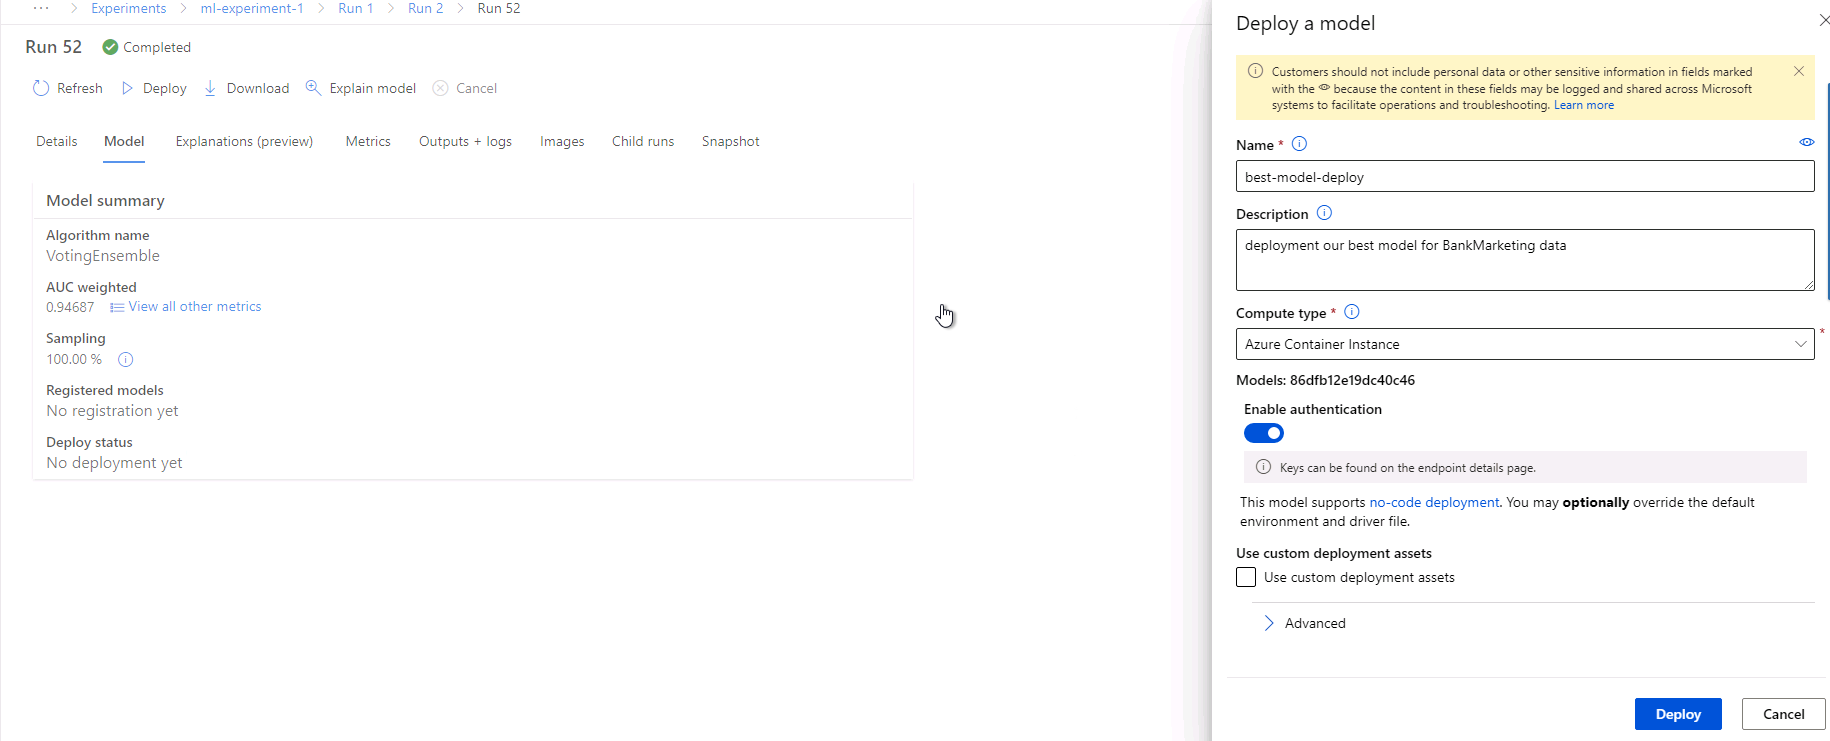 ··· > Experiments > ml-experiment-1 > Run 1 > Run 2 > Run 52
Run 52 Completed
Refresh Deploy Download Explain model Cancel
Details Model Explanations (preview) Metrics Outputs + logs Images Child runs Snapshot
Model summary
Algorithm name
VotingEnsemble
AUC weighted
0.94687 View all other metrics
Sampling
100.00 %
Registered models
No registration yet
Deploy status
No deployment yet
Deploy a model
Customers should not include personal data or other sensitive information in fields marked
with the because the content in these fields may be logged and shared across Microsoft
systems to facilitate operations and troubleshooting. Learn more
Name *
best-model-deploy
Description
deployment our best model for BankMarketing data
Compute type *
Azure Container Instance
*
Models: 86dfb12e19dc40c46
Enable authentication
Keys can be found on the endpoint details page.
This model supports no-code deployment. You may optionally override the default
environment and driver file.
Use custom deployment assets
Use custom deployment assets
Advanced
Deploy Cancel